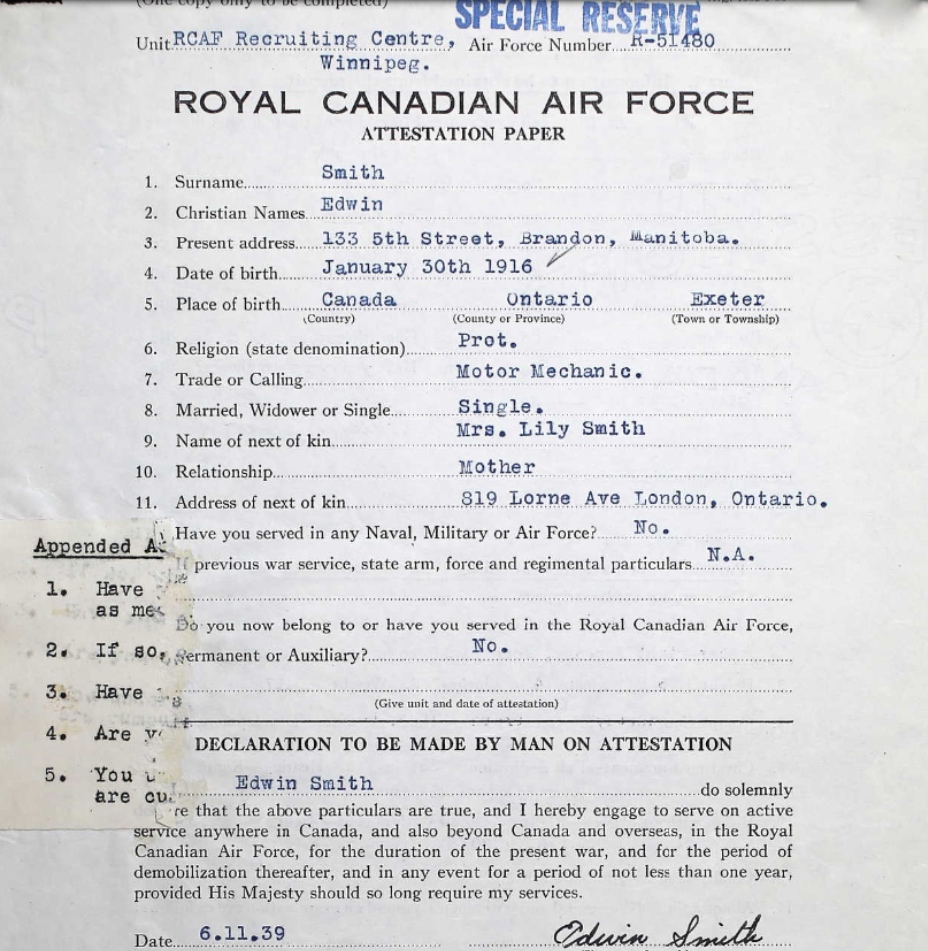 (One copy only to be completed)
SPECIAL RESERVE
Unit RCAF Recruiting Centre, Air Force Number R-51480
Winnipeg.
ROYAL CANADIAN AIR FORCE
ATTESTATION PAPER
1. Surname Smith
2. Christian Names Edwin
3. Present address 133 5th Street, Brandon, Manitoba.
4. Date of birth January 30th 1916
5. Place of birth Canada Ontario Exeter
(Country) (County or Province) (Town or Township)
6. Religion (state denomination) Prot.
7. Trade or Calling Motor Mechanic.
8. Married, Widower or Single Single.
9. Name of next of kin Mrs. Lily Smith
10. Relationship Mother
11. Address of next of kin 819 Lorne Ave London, Ontario.
Have you served in any Naval, Military or Air Force? No.
previous war service, state arm, force and regimental particulars N.A.
Do you now belong to or have you served in the Royal Canadian Air Force,
Permanent or Auxiliary? No.
(Give unit and date of attestation)
Appended
1. Have
as
2. If so,
3. Have
4. Are
5. You
are
DECLARATION TO BE MADE BY MAN ON ATTESTATION
Edwin Smith do solemnly
re that the above particulars are true, and I hereby engage to serve on active
service anywhere in Canada, and also beyond Canada and overseas, in the Royal
Canadian Air Force, for the duration of the present war, and for the period of
demobilization thereafter, and in any event for a period of not less than one year,
provided His Majesty should so long require my services.
Date 6.11.39 Edwin Smith